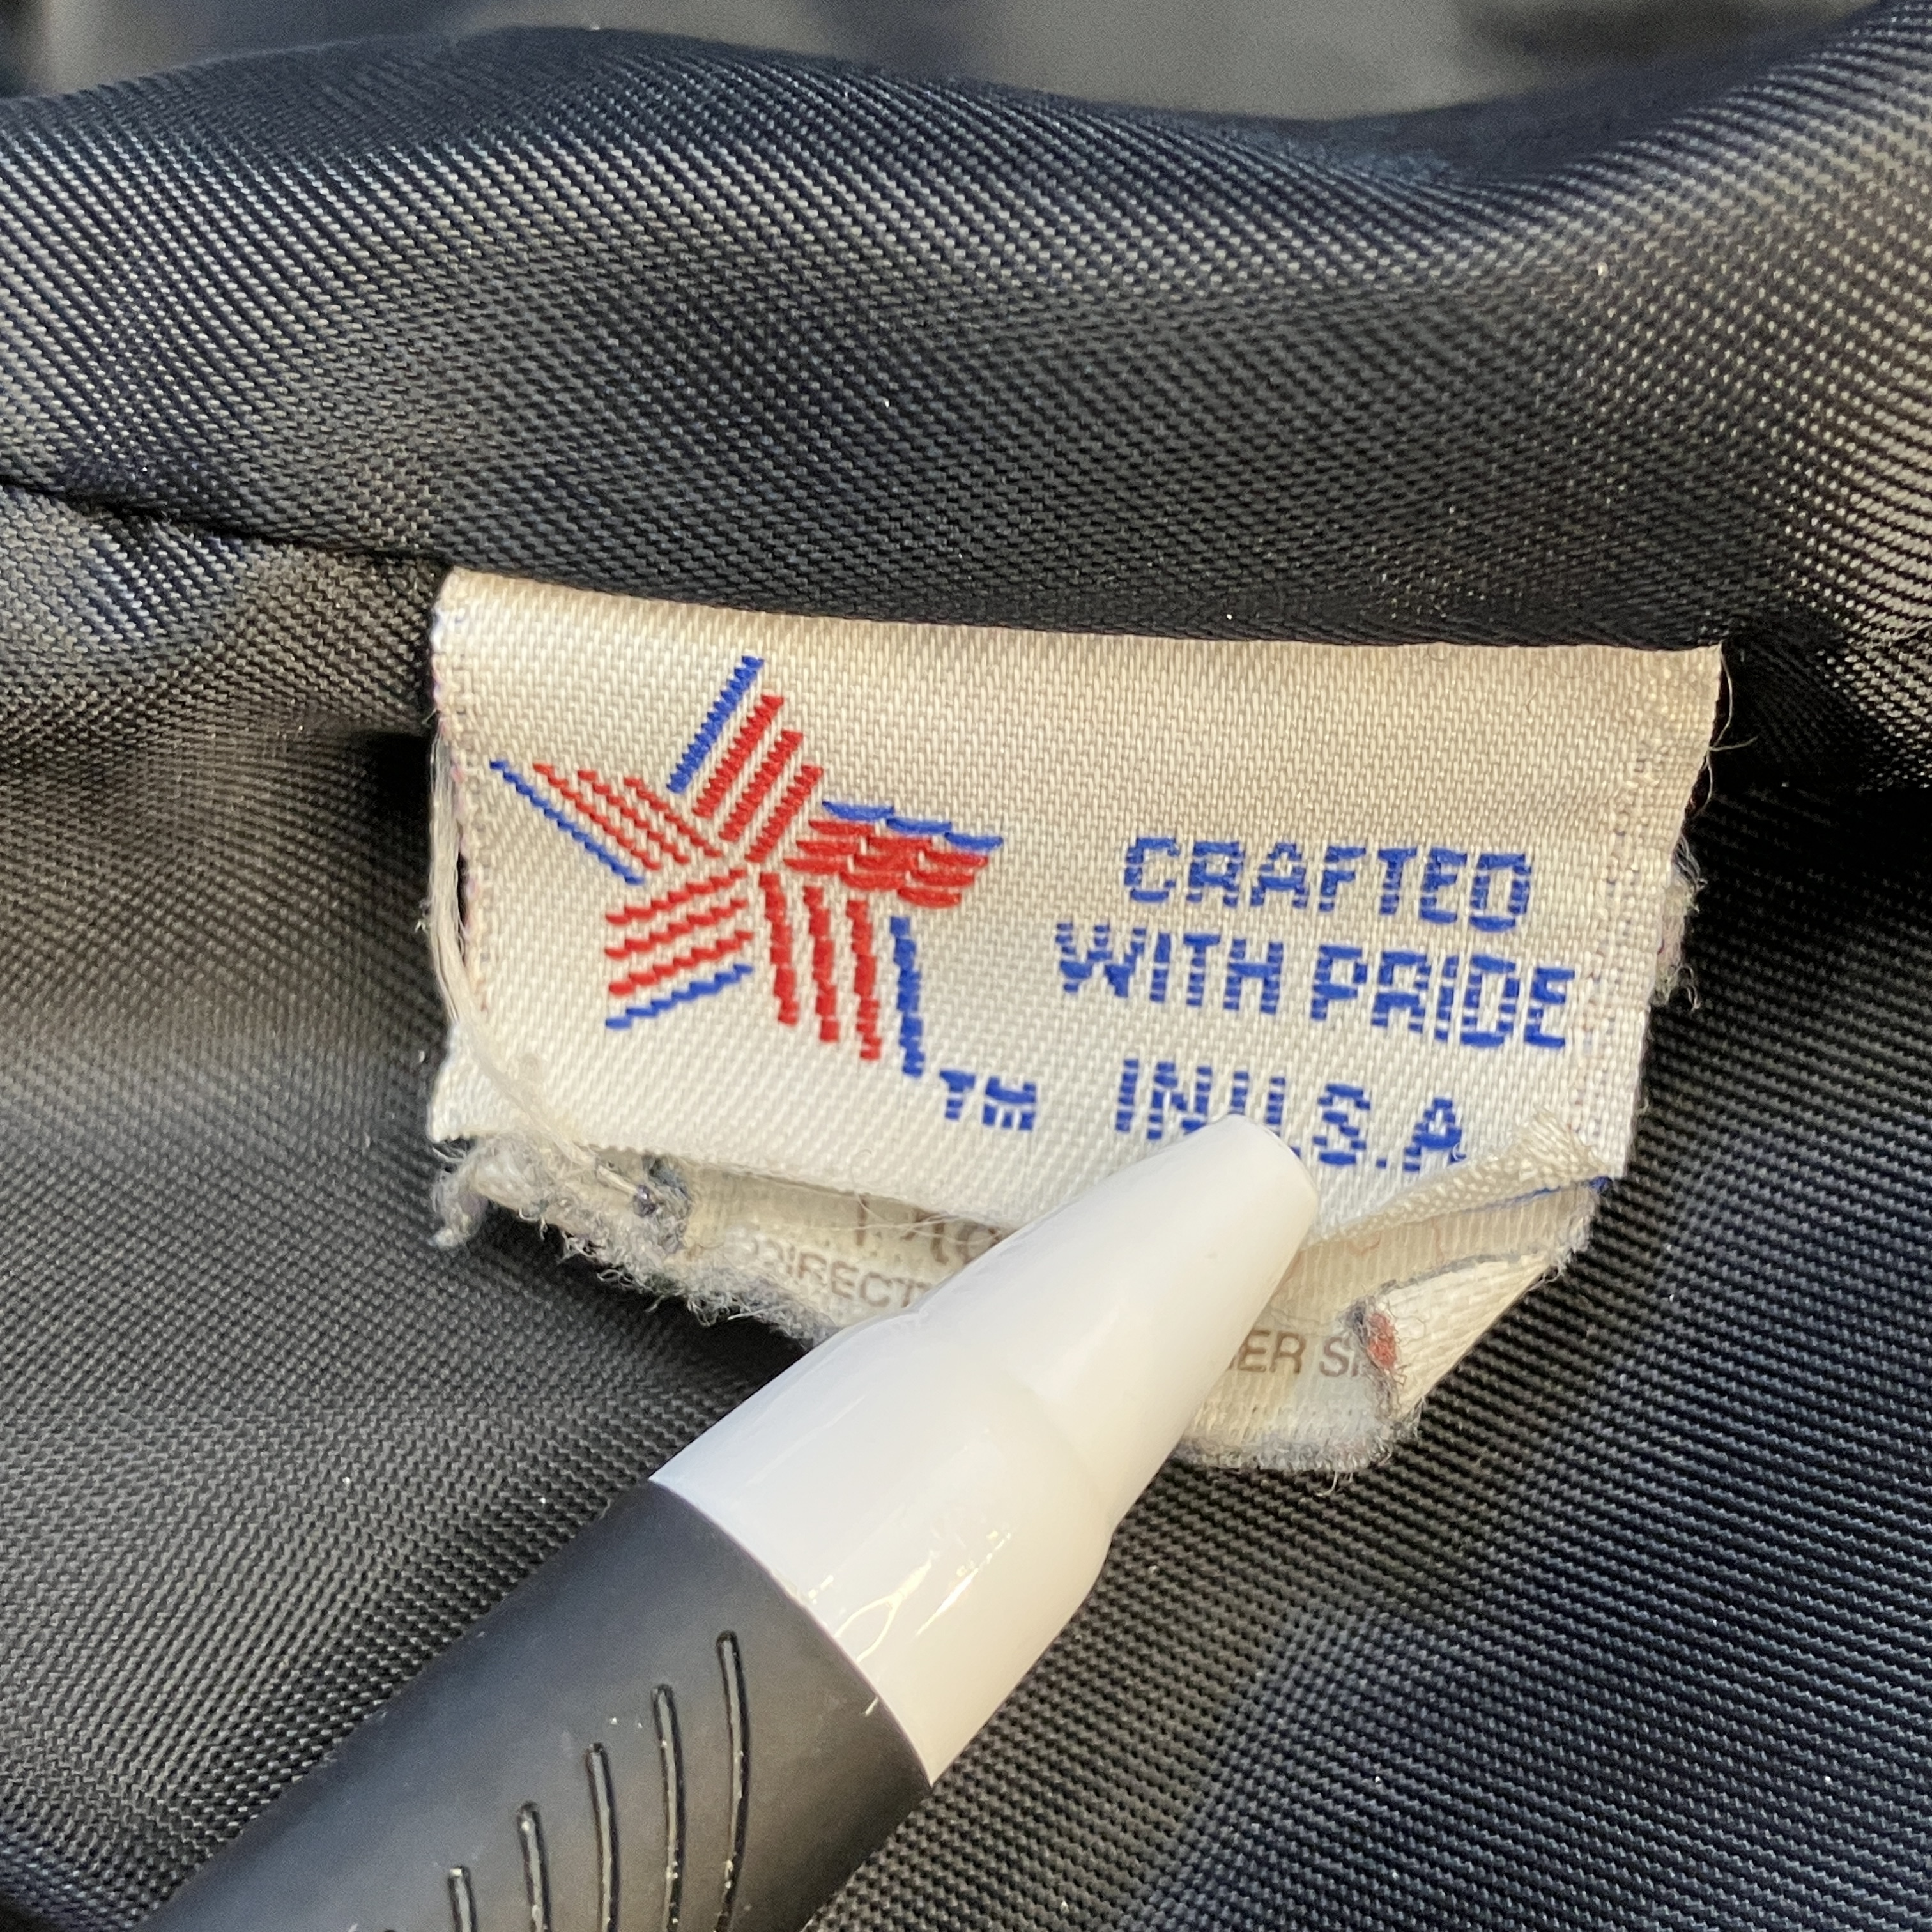 CRAFTED
WITH PRIDE
TM IN U.S.A